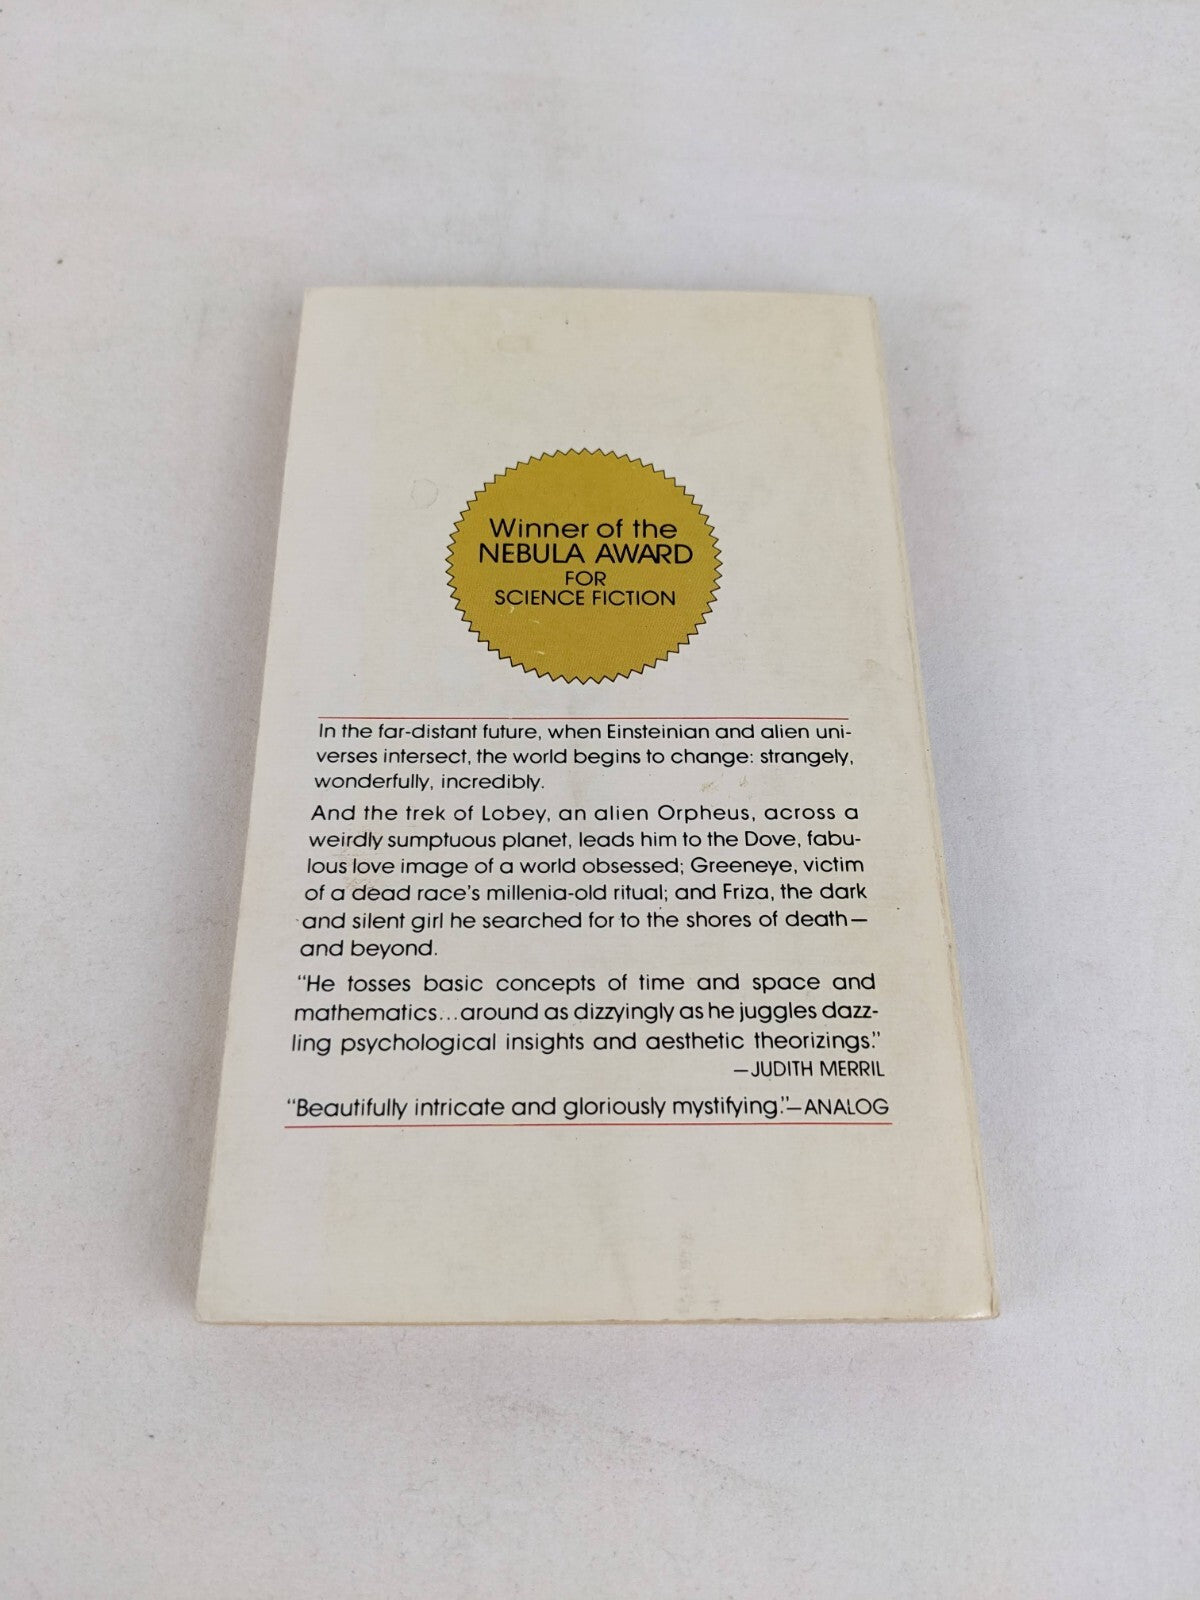 Winner of the
NEBULA AWARD
FOR
SCIENCE FICTION
In the far-distant future, when Einsteinian and alien uni-
verses intersect, the world begins to change: strangely,
wonderfully, incredibly.
And the trek of Lobey, an alien Orpheus, across a
weirdly sumptuous planet, leads him to the Dove, fabu-
lous love image of a world obsessed; Greeneye, victim
of a dead race's millenia-old ritual; and Friza, the dark
and silent girl he searched for to the shores of death—
and beyond.
"He tosses basic concepts of time and space and
mathematics...around as dizzyingly as he juggles dazz-
ling psychological insights and aesthetic theorizings."
—JUDITH MERRIL
"Beautifully intricate and gloriously mystifying."—ANALOG